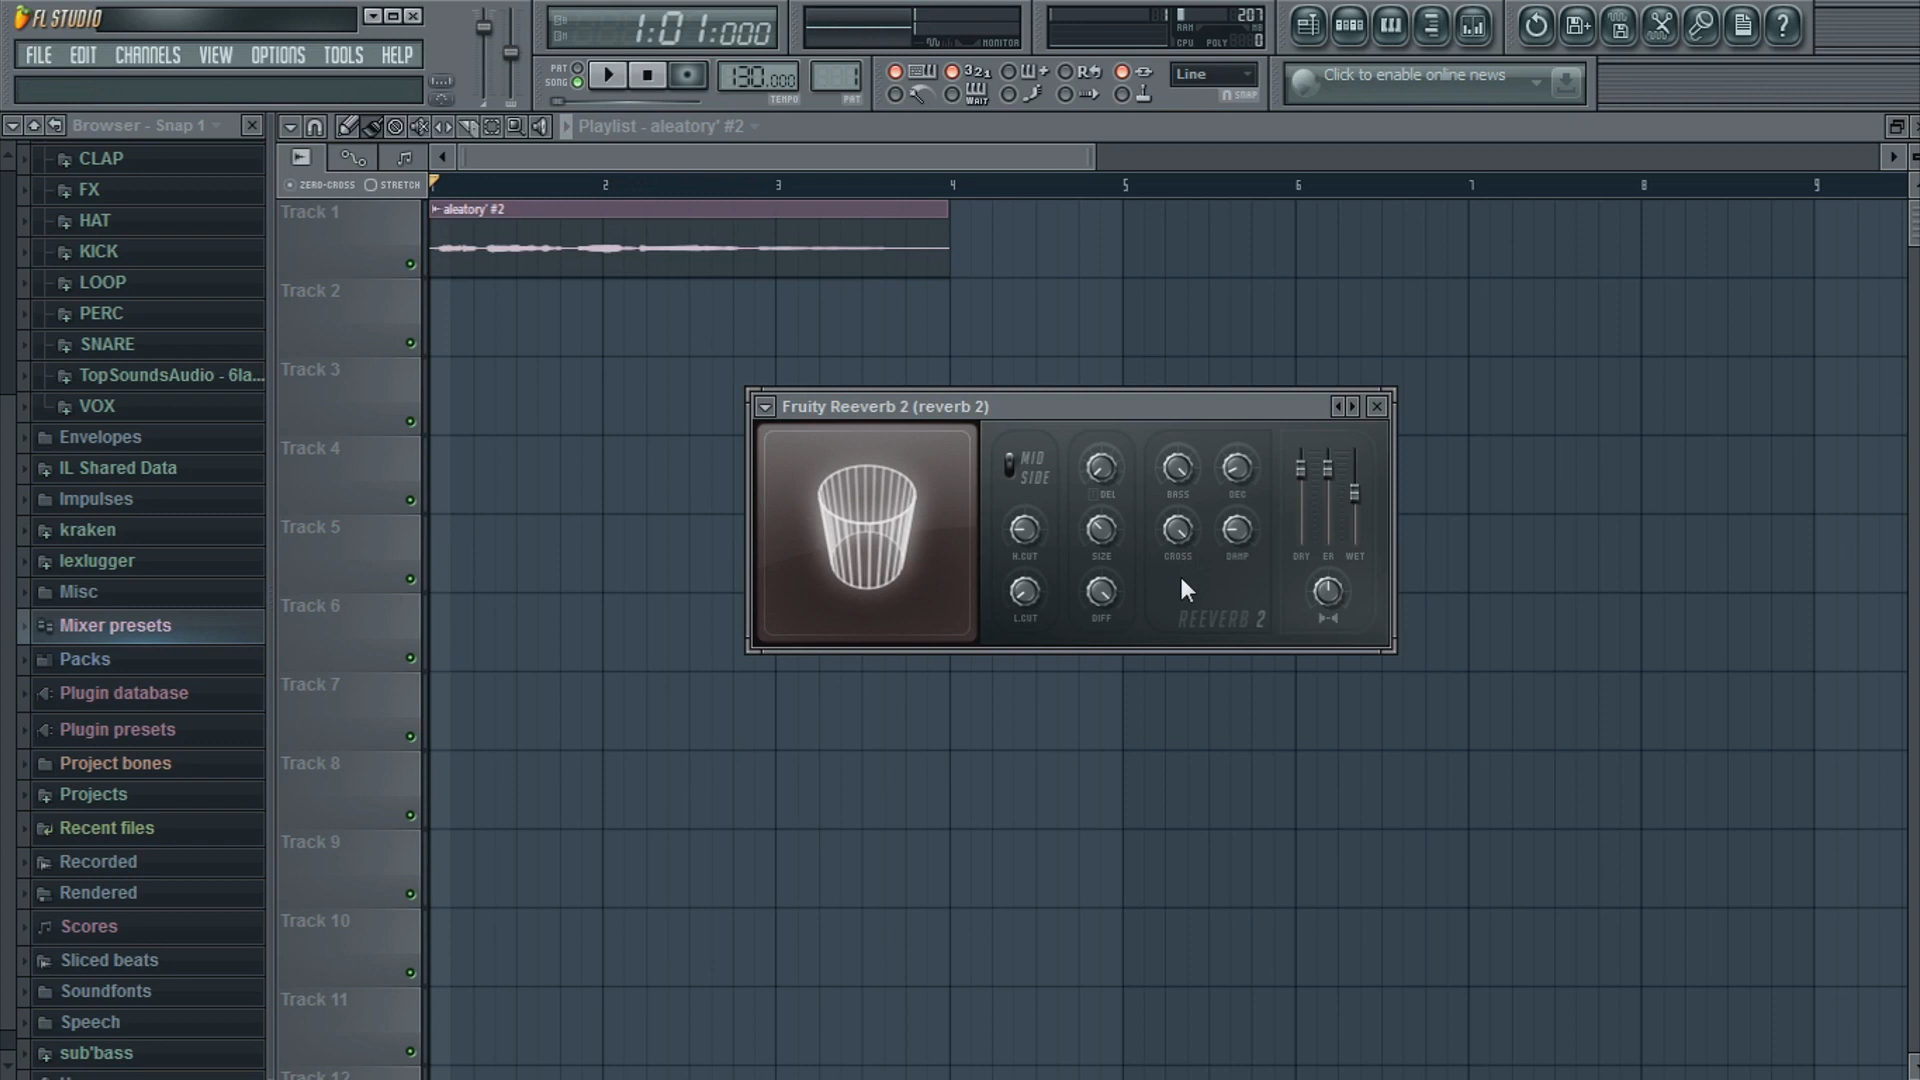 FL STUDIO
FILE EDIT CHANNELS VIEW OPTIONS TOOLS HELP
1:01:000
MONITOR
1 207
RAM MB
CPU POLY 0
PAT
SONG
130.000
TEMPO
1
PAT
321
WAIT
Line
SNAP
Click to enable online news
Browser - Snap 1
Playlist - aleatory' #2
ZERO-CROSS STRETCH
2 3 4 5 6 7 8 9
CLAP
FX
HAT
KICK
LOOP
PERC
SNARE
TopSoundsAudio - 6la...
VOX
Envelopes
IL Shared Data
Impulses
kraken
lexlugger
Misc
Mixer presets
Packs
Plugin database
Plugin presets
Project bones
Projects
Recent files
Recorded
Rendered
Scores
Sliced beats
Soundfonts
Speech
sub'bass
Track 1
Track 2
Track 3
Track 4
Track 5
Track 6
Track 7
Track 8
Track 9
Track 10
Track 11
Track 12
aleatory' #2
Fruity Reeverb 2 (reverb 2)
MID
SIDE
DEL BASS DEC
H.CUT SIZE CROSS DAMP DRY ER WET
L.CUT DIFF REEVERB 2